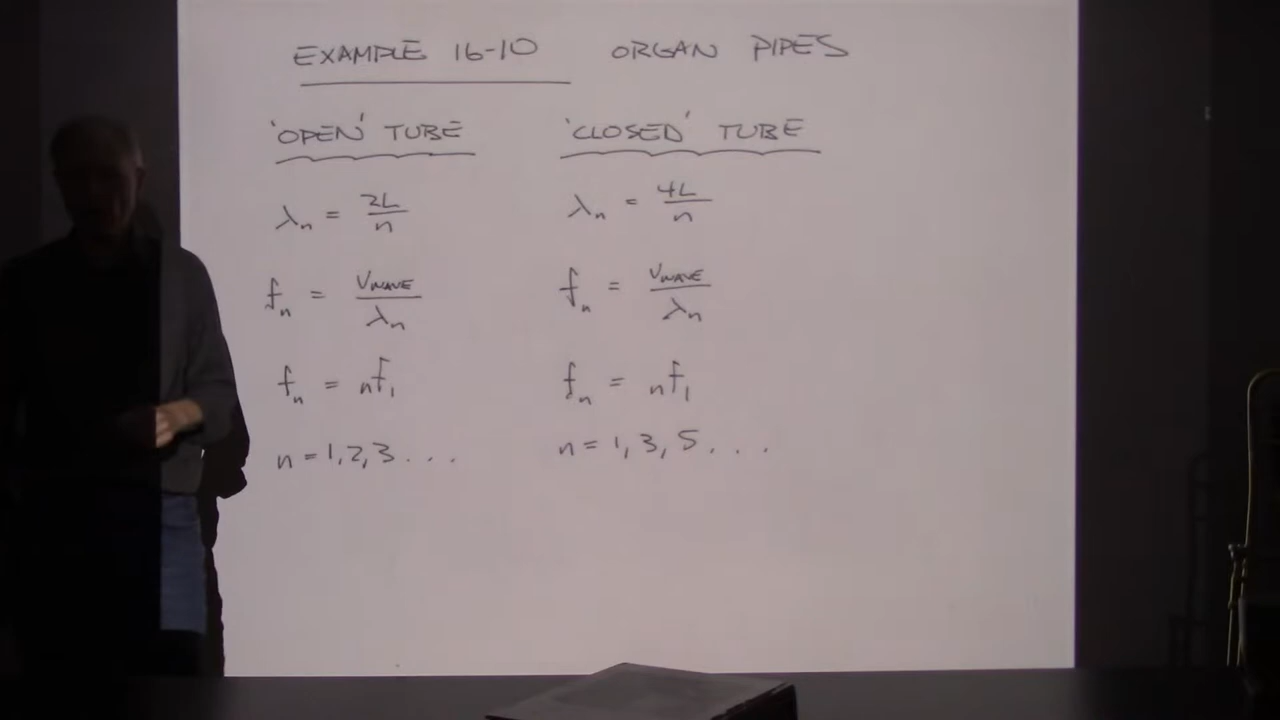 EXAMPLE 16-10 ORGAN PIPES
'OPEN' TUBE
λn = 2L/n
fn = VWAVE/λn
fn = nf1
n = 1, 2, 3 . . .
'CLOSED' TUBE
λn = 4L/n
fn = VWAVE/λn
fn = nf1
n = 1, 3, 5 . . .